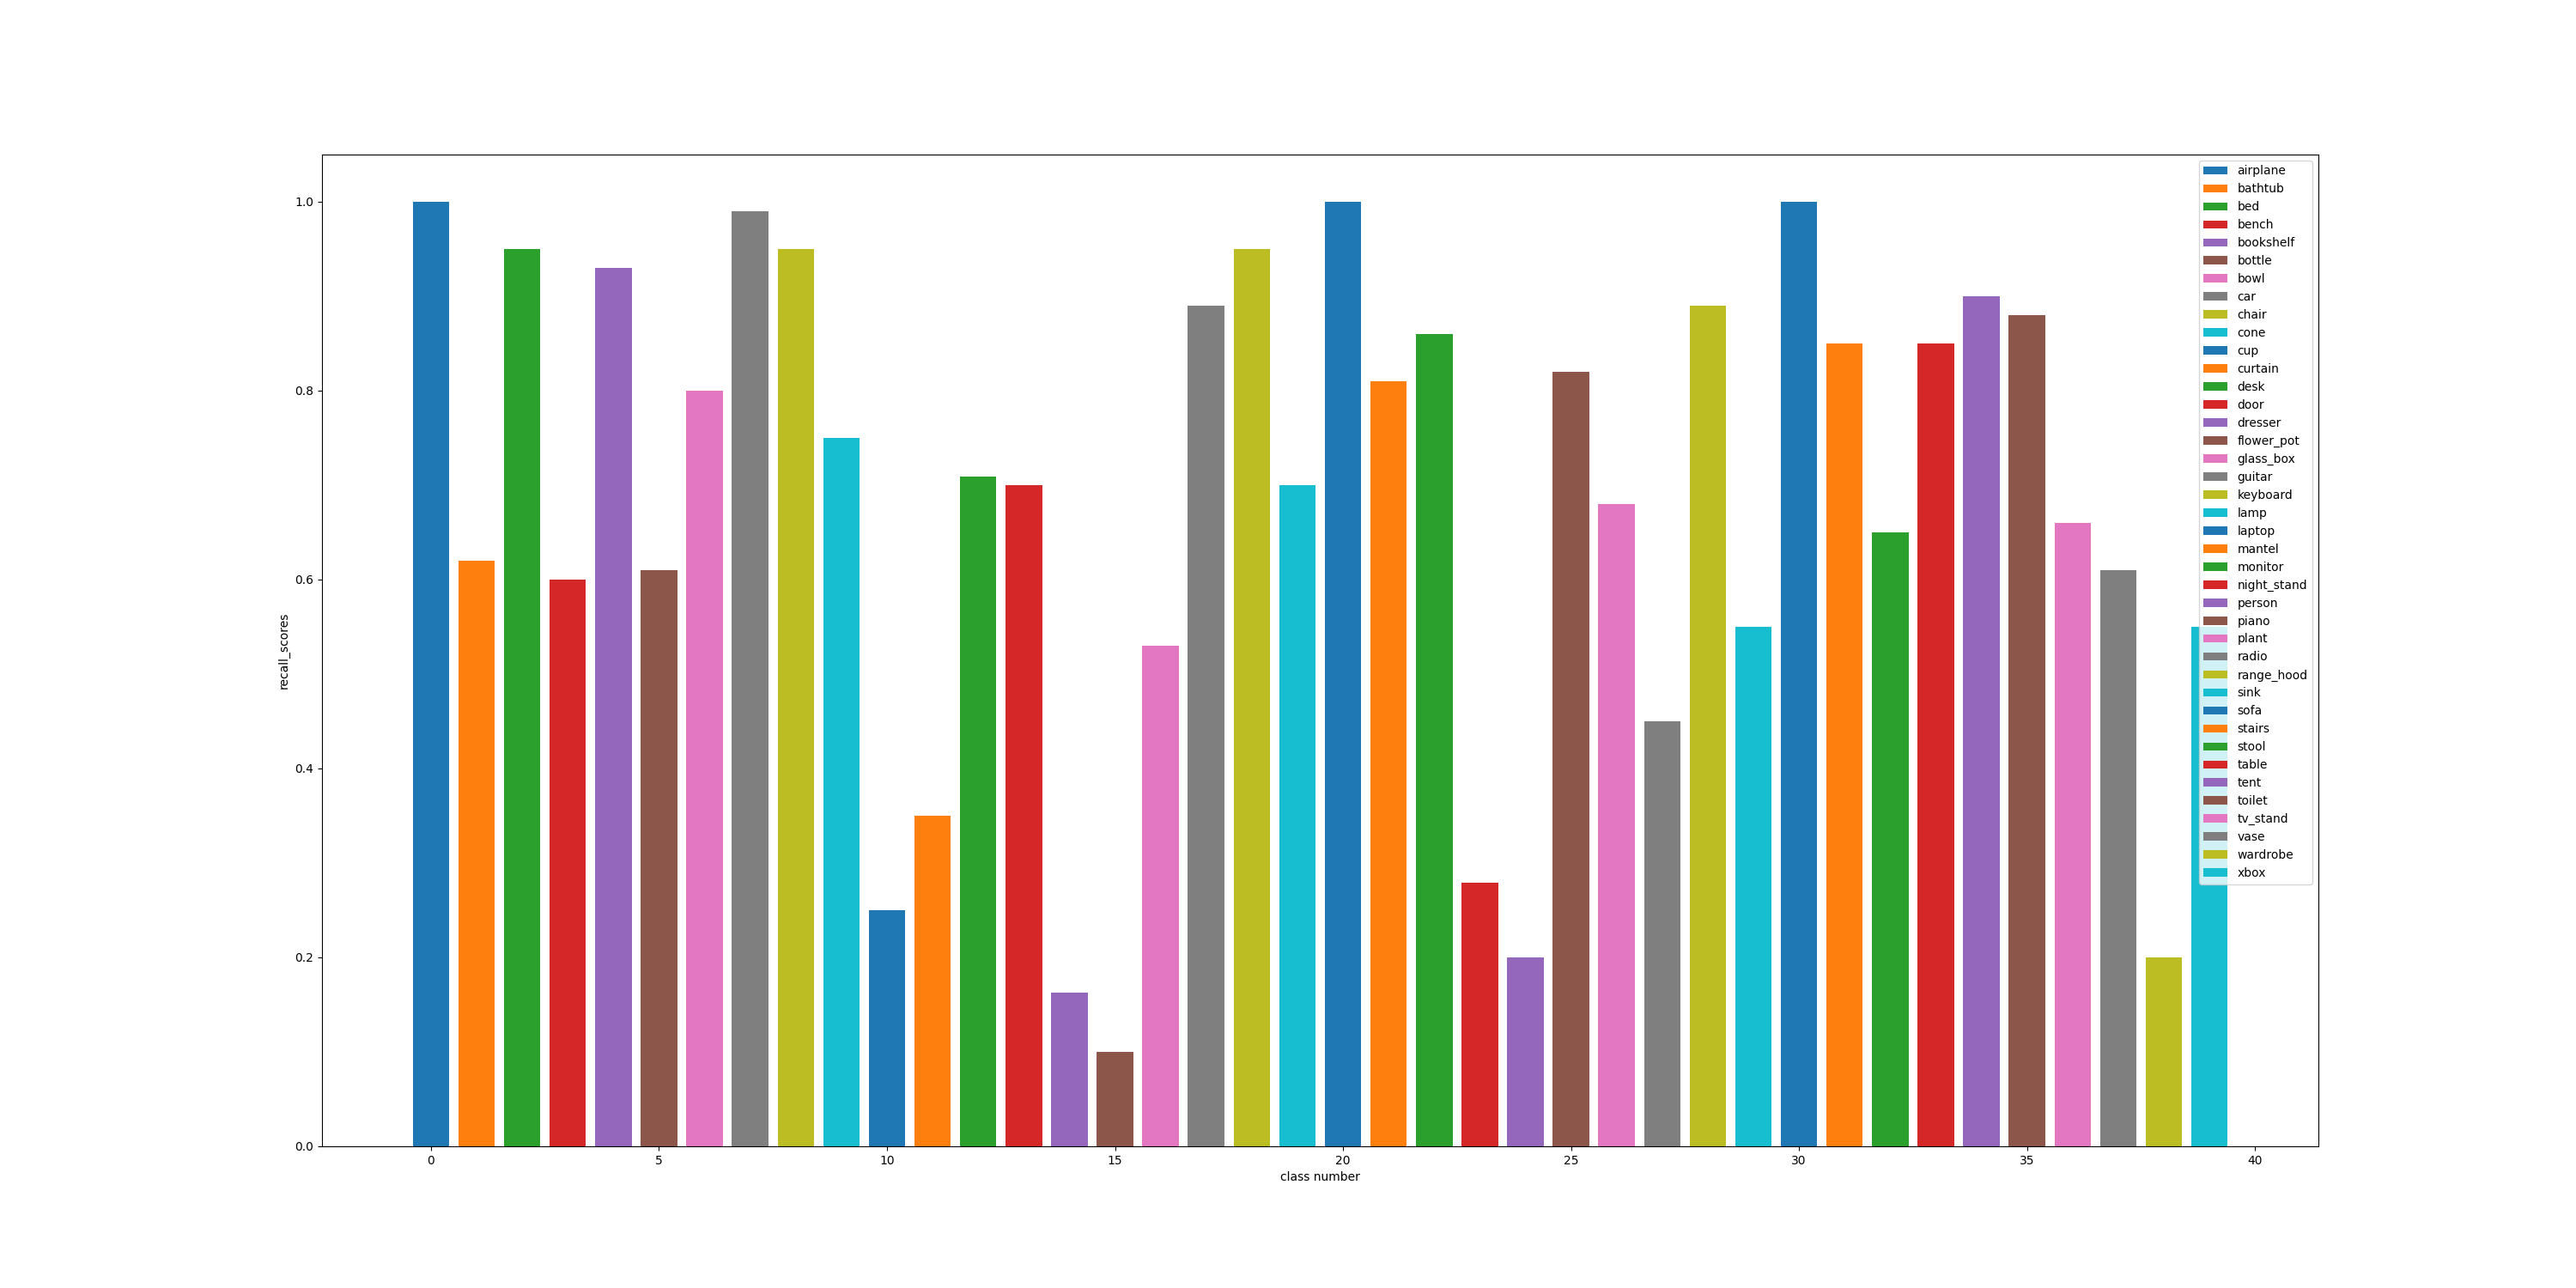 1.0
0.8
0.6
0.4
0.2
0.0
recall_scores
0 5 10 15 20 25 30 35 40
class number
airplane
bathtub
bed
bench
bookshelf
bottle
bowl
car
chair
cone
cup
curtain
desk
door
dresser
flower_pot
glass_box
guitar
keyboard
lamp
laptop
mantel
monitor
night_stand
person
piano
plant
radio
range_hood
sink
sofa
stairs
stool
table
tent
toilet
tv_stand
vase
wardrobe
xbox